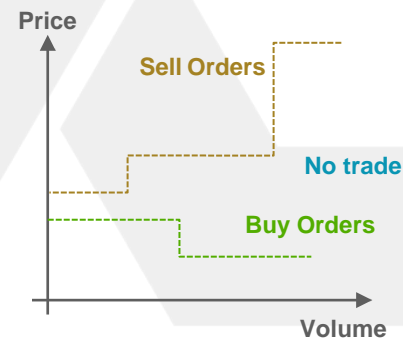 Price
Sell Orders
No trade
Buy Orders
Volume